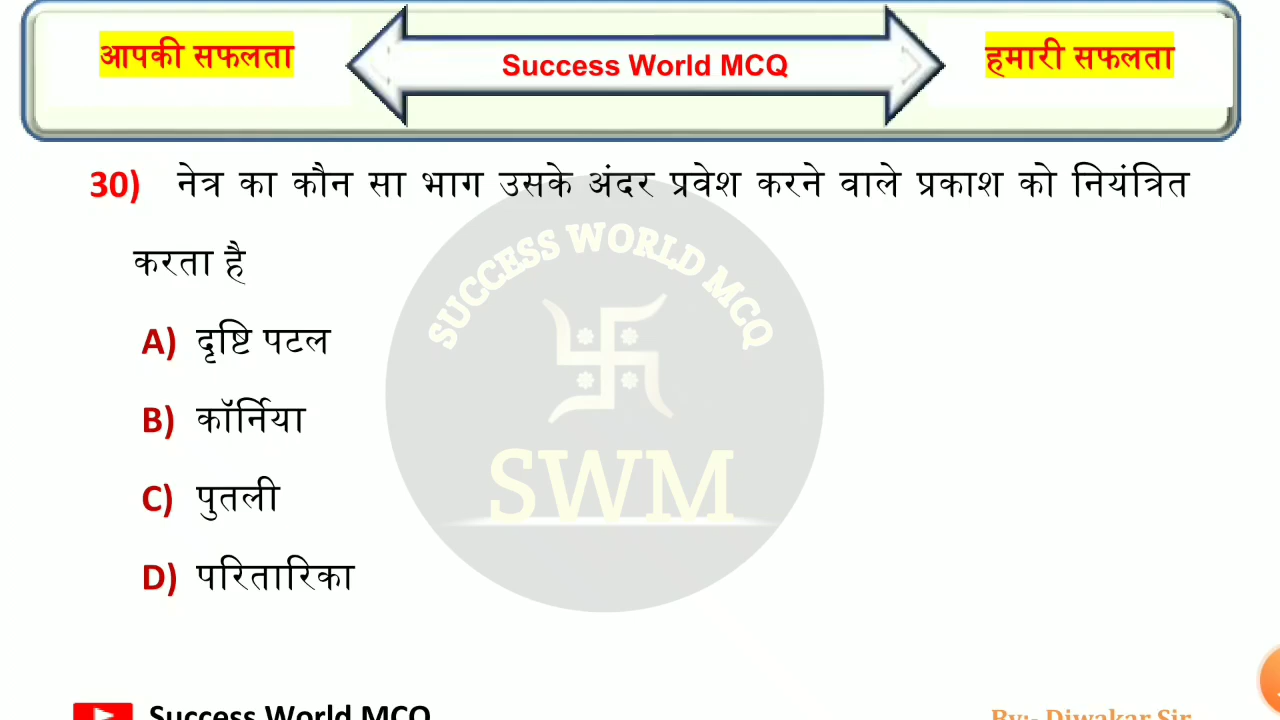 आपकी सफलता
Success World MCQ
हमारी सफलता
30) नेत्र का कौन सा भाग उसके अंदर प्रवेश करने वाले प्रकाश को नियंत्रित
करता है
SUCCESS WORLD MCQ
A) दृष्टि पटल
B) कॉर्निया
C) पुतली
SWM
D) परितारिका
Success World MCQ
By:- Diwakar Sir